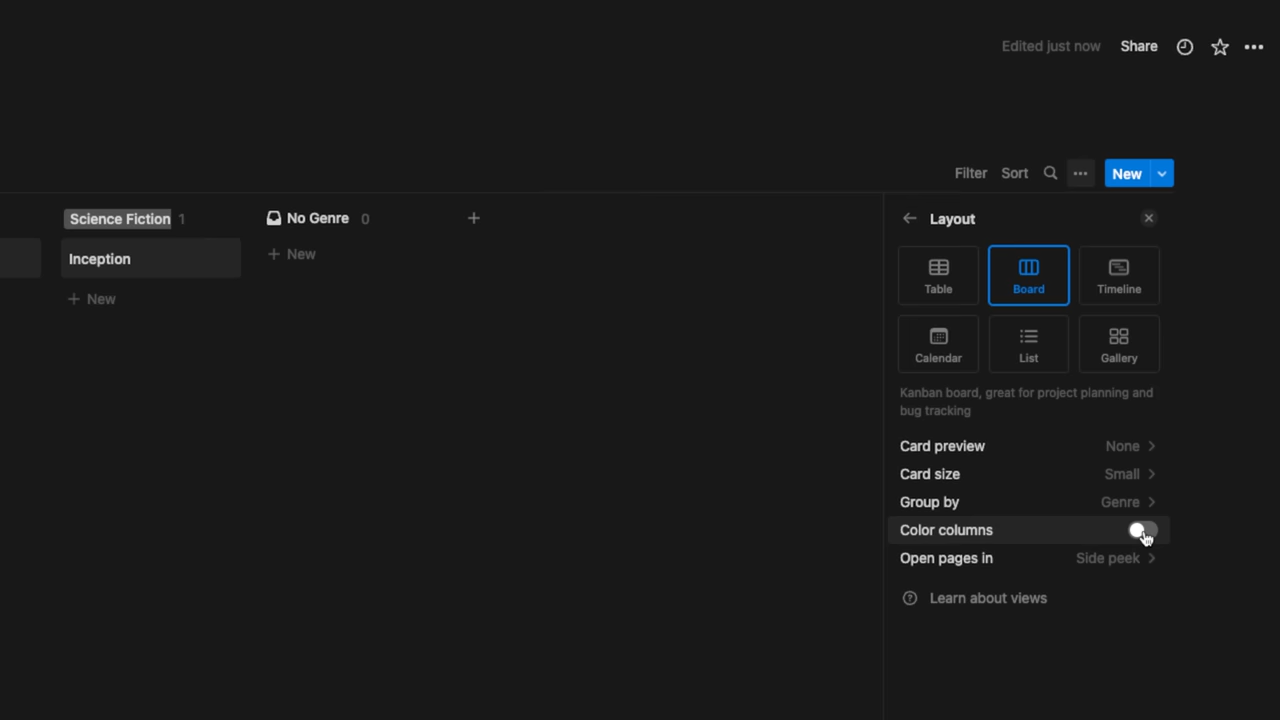 Edited just now Share
Filter Sort New
Science Fiction 1 No Genre 0
Inception
+ New
+ New
Layout
Table Board Timeline
Calendar List Gallery
Kanban board, great for project planning and
bug tracking
Card preview None
Card size Small
Group by Genre
Color columns
Open pages in Side peek
Learn about views